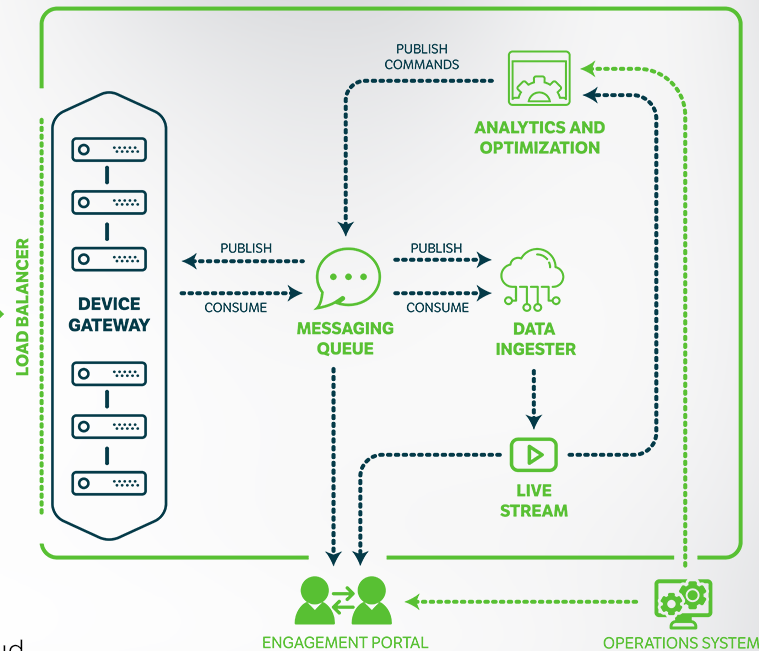 PUBLISH
COMMANDS
ANALYTICS AND
OPTIMIZATION
LOAD BALANCER
DEVICE
GATEWAY
PUBLISH
CONSUME
MESSAGING
QUEUE
PUBLISH
CONSUME
DATA
INGESTER
LIVE
STREAM
ENGAGEMENT PORTAL
OPERATIONS SYSTEM